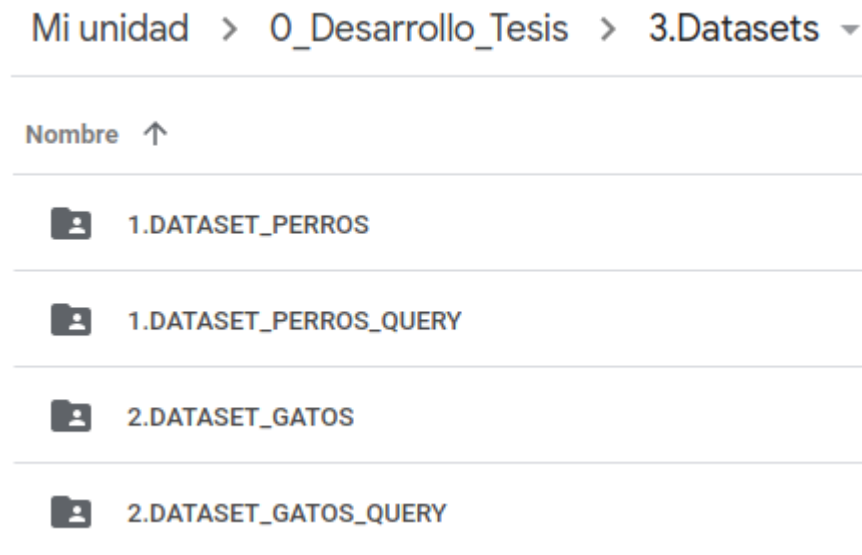 Mi unidad > 0_Desarrollo_Tesis > 3.Datasets
Nombre ↑
1.DATASET_PERROS
1.DATASET_PERROS_QUERY
2.DATASET_GATOS
2.DATASET_GATOS_QUERY